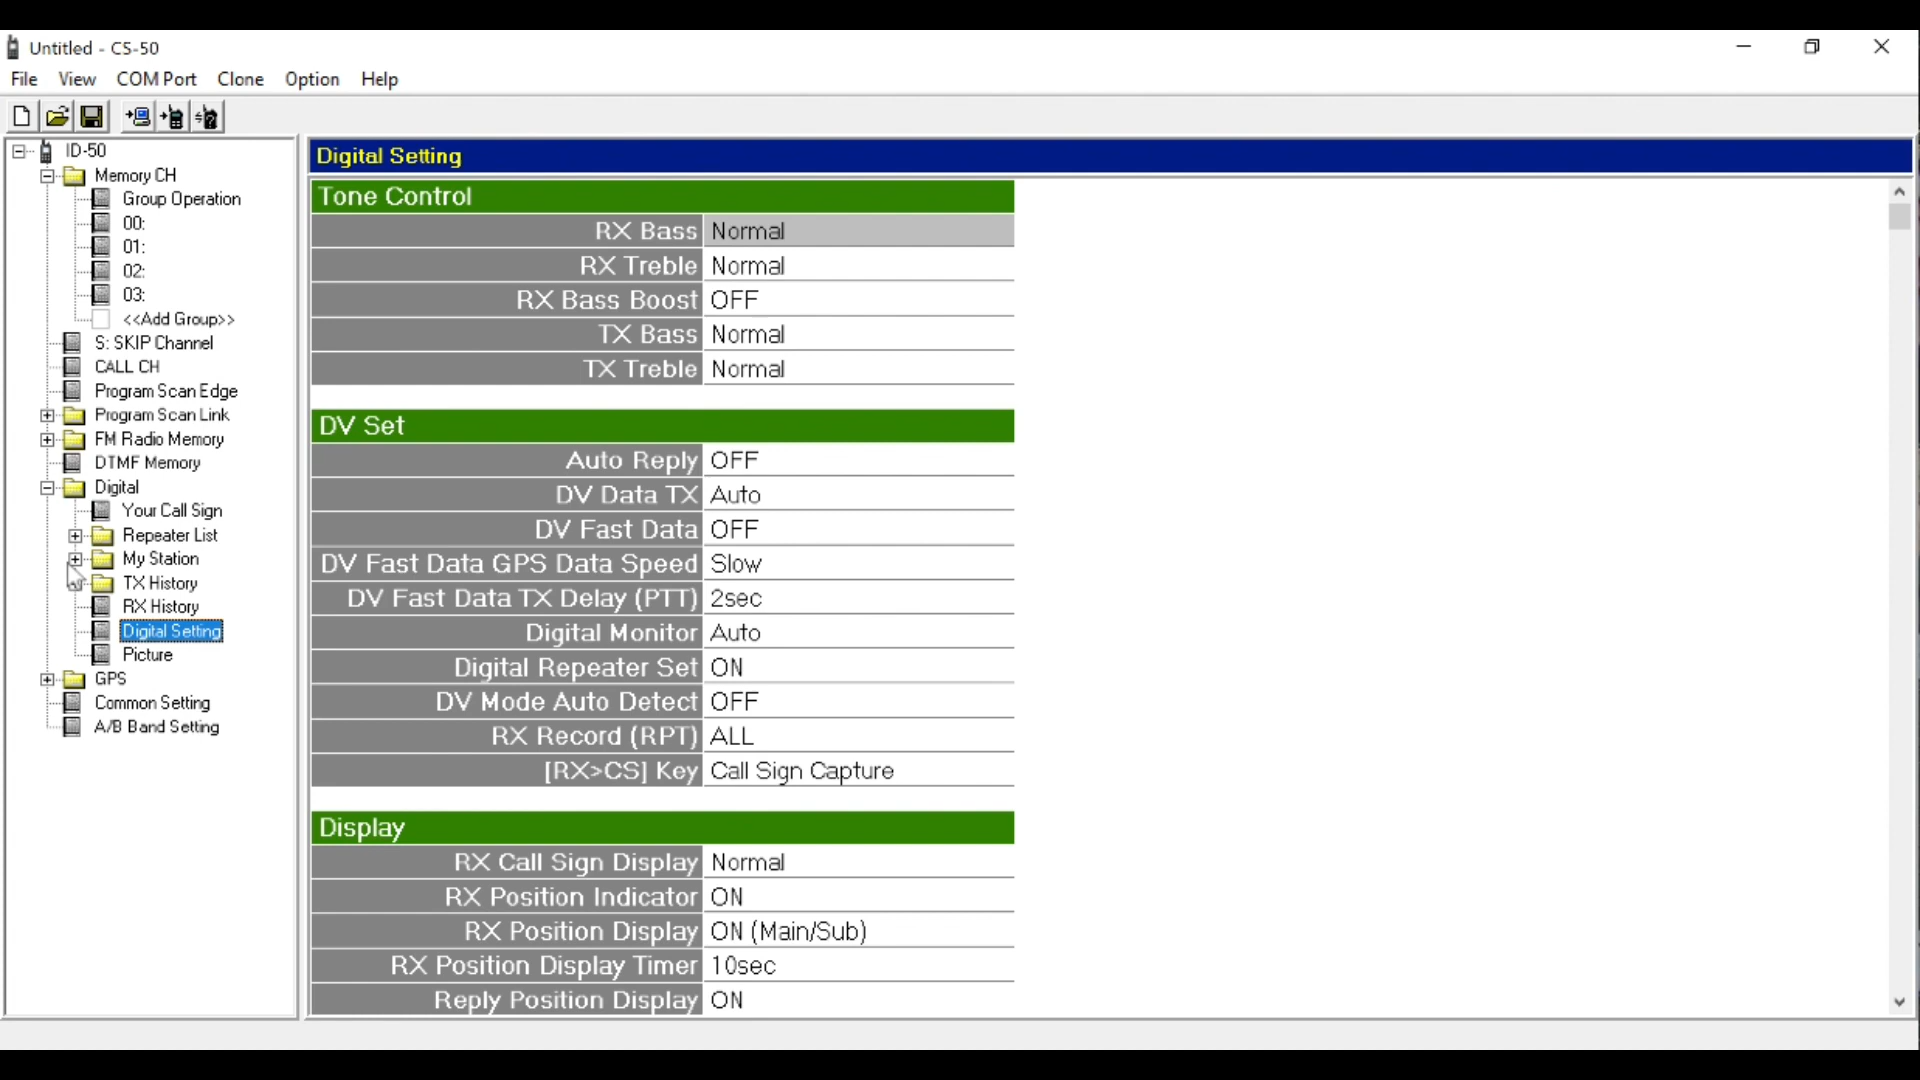 Untitled - CS-50
File View COM Port Clone Option Help
ID-50
Memory CH
Group Operation
00:
01:
02:
03:
<<Add Group>>
S: SKIP Channel
CALL CH
Program Scan Edge
Program Scan Link
FM Radio Memory
DTMF Memory
Digital
Your Call Sign
Repeater List
My Station
TX History
RX History
Digital Setting
Picture
GPS
Common Setting
A/B Band Setting
Digital Setting
Tone Control
RX Bass Normal
RX Treble Normal
RX Bass Boost OFF
TX Bass Normal
TX Treble Normal
DV Set
Auto Reply OFF
DV Data TX Auto
DV Fast Data OFF
DV Fast Data GPS Data Speed Slow
DV Fast Data TX Delay (PTT) 2sec
Digital Monitor Auto
Digital Repeater Set ON
DV Mode Auto Detect OFF
RX Record (RPT) ALL
[RX>CS] Key Call Sign Capture
Display
RX Call Sign Display Normal
RX Position Indicator ON
RX Position Display ON (Main/Sub)
RX Position Display Timer 10sec
Reply Position Display ON